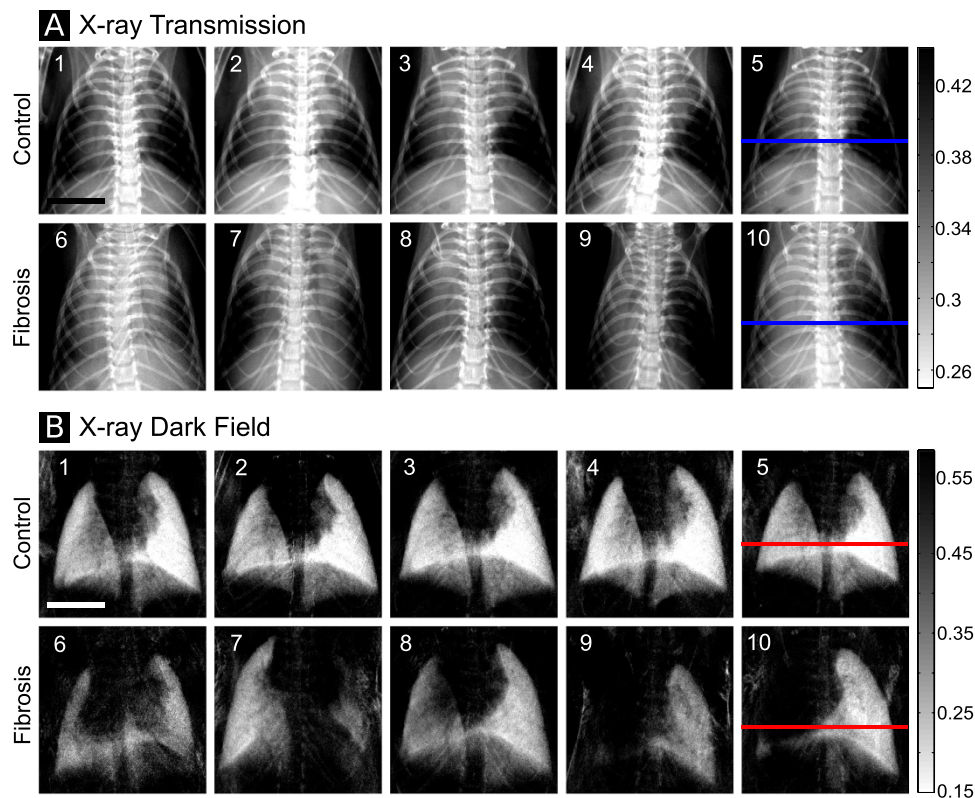 A X-ray Transmission
Control
1 2 3 4 5
Fibrosis
6 7 8 9 10
0.42
0.38
0.34
0.3
0.26
B X-ray Dark Field
Control
1 2 3 4 5
Fibrosis
6 7 8 9 10
0.55
0.45
0.35
0.25
0.15